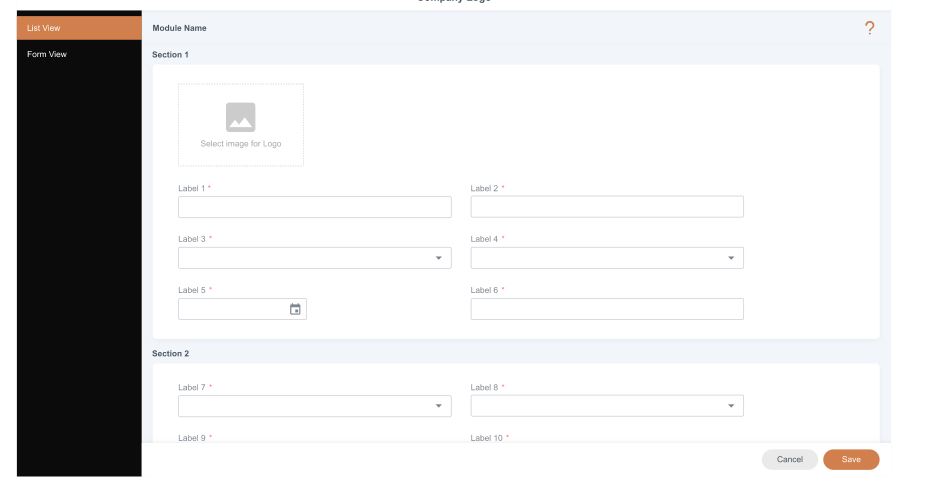 Company Logo
List View
Module Name
?
Form View
Section 1
Select image for Logo
Label 1 *
Label 2 *
Label 3 *
Label 4 *
Label 5 *
Label 6 *
Section 2
Label 7 *
Label 8 *
Label 9 *
Label 10 *
Cancel
Save